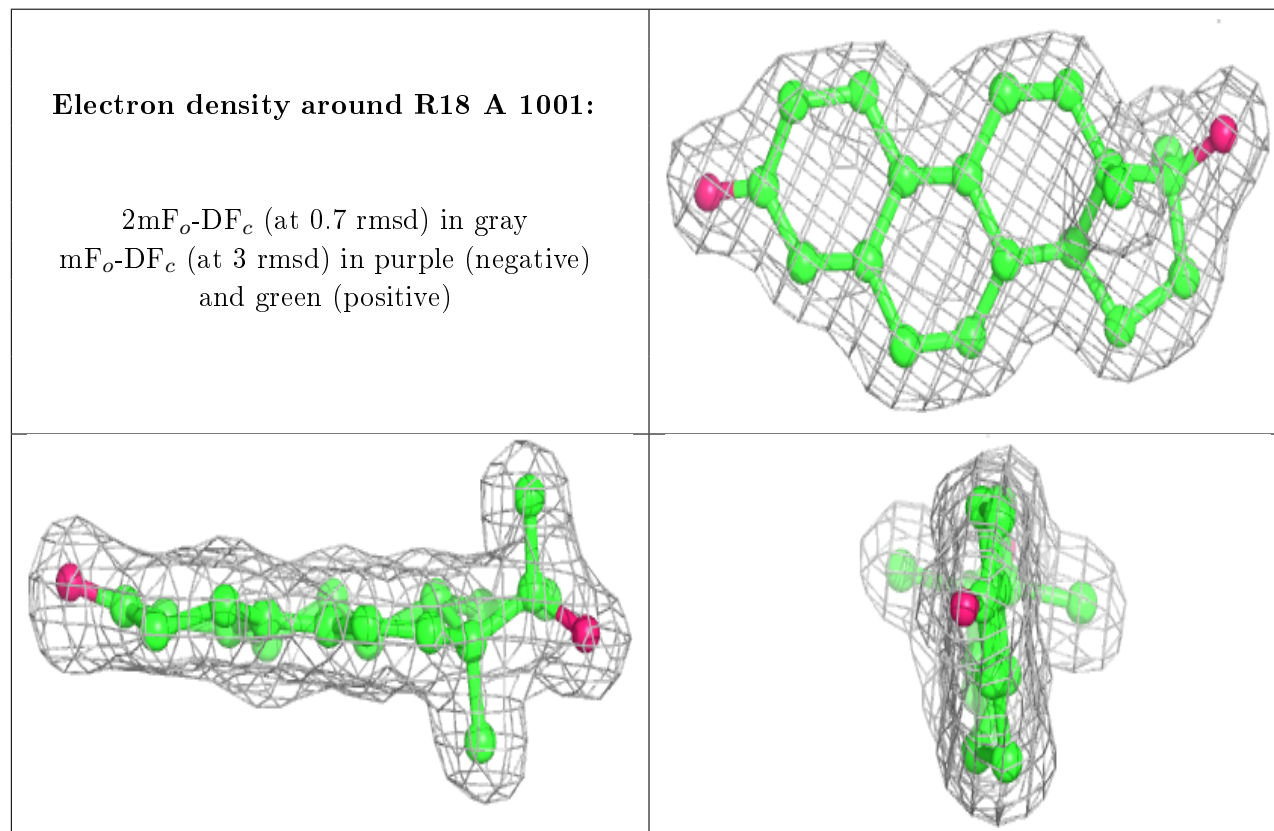 Electron density around R18 A 1001:
2mFₒ-DF𝒸 (at 0.7 rmsd) in gray
mFₒ-DF𝒸 (at 3 rmsd) in purple (negative)
and green (positive)